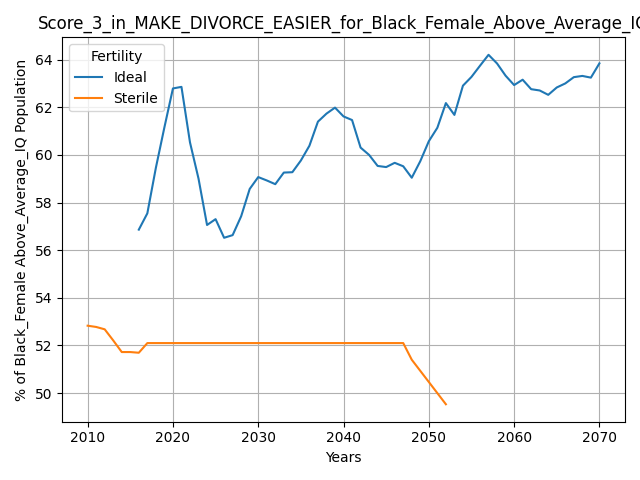 Score_3_in_MAKE_DIVORCE_EASIER_for_Black_Female_Above_Average_IQ
Fertility
Ideal
Sterile
% of Black_Female Above_Average_IQ Population
64
62
60
58
56
54
52
50
2010 2020 2030 2040 2050 2060 2070
Years